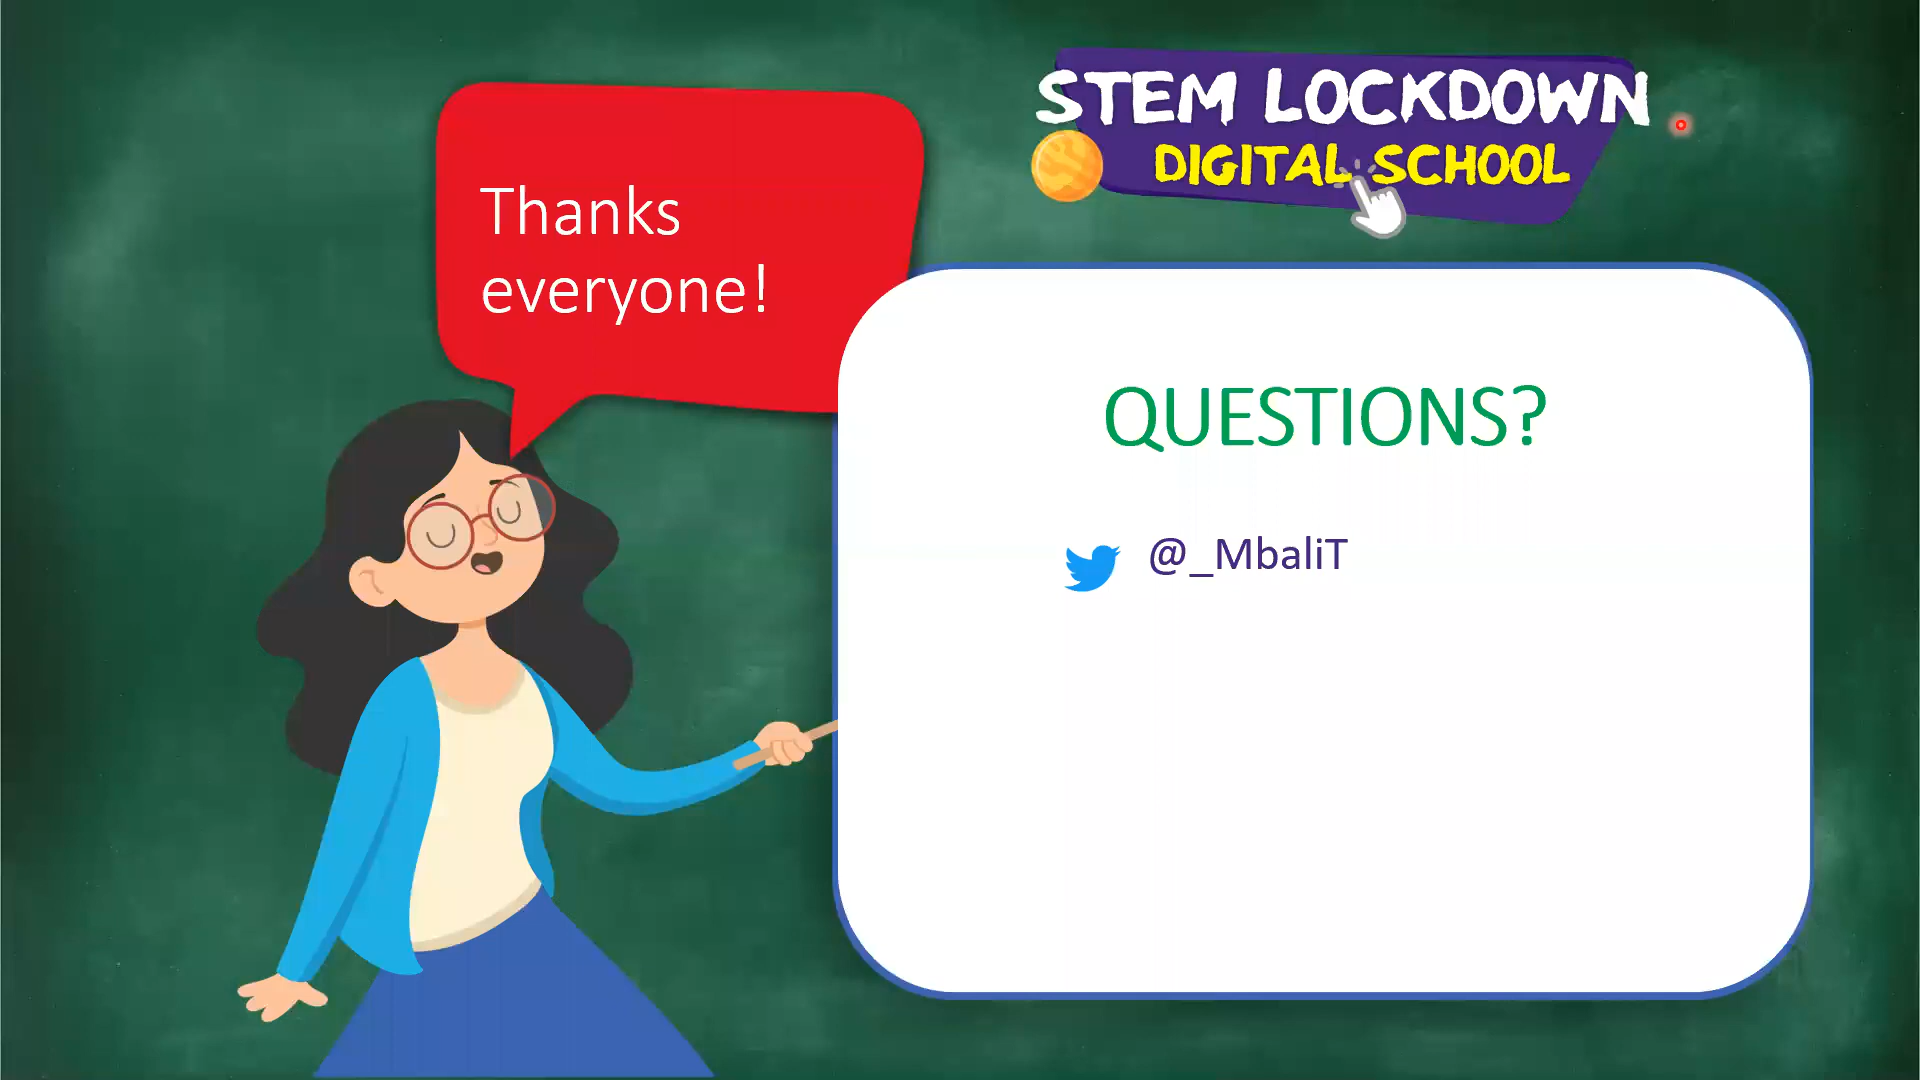 STEM LOCKDOWN
DIGITAL SCHOOL
Thanks
everyone!
QUESTIONS?
@_MbaliT